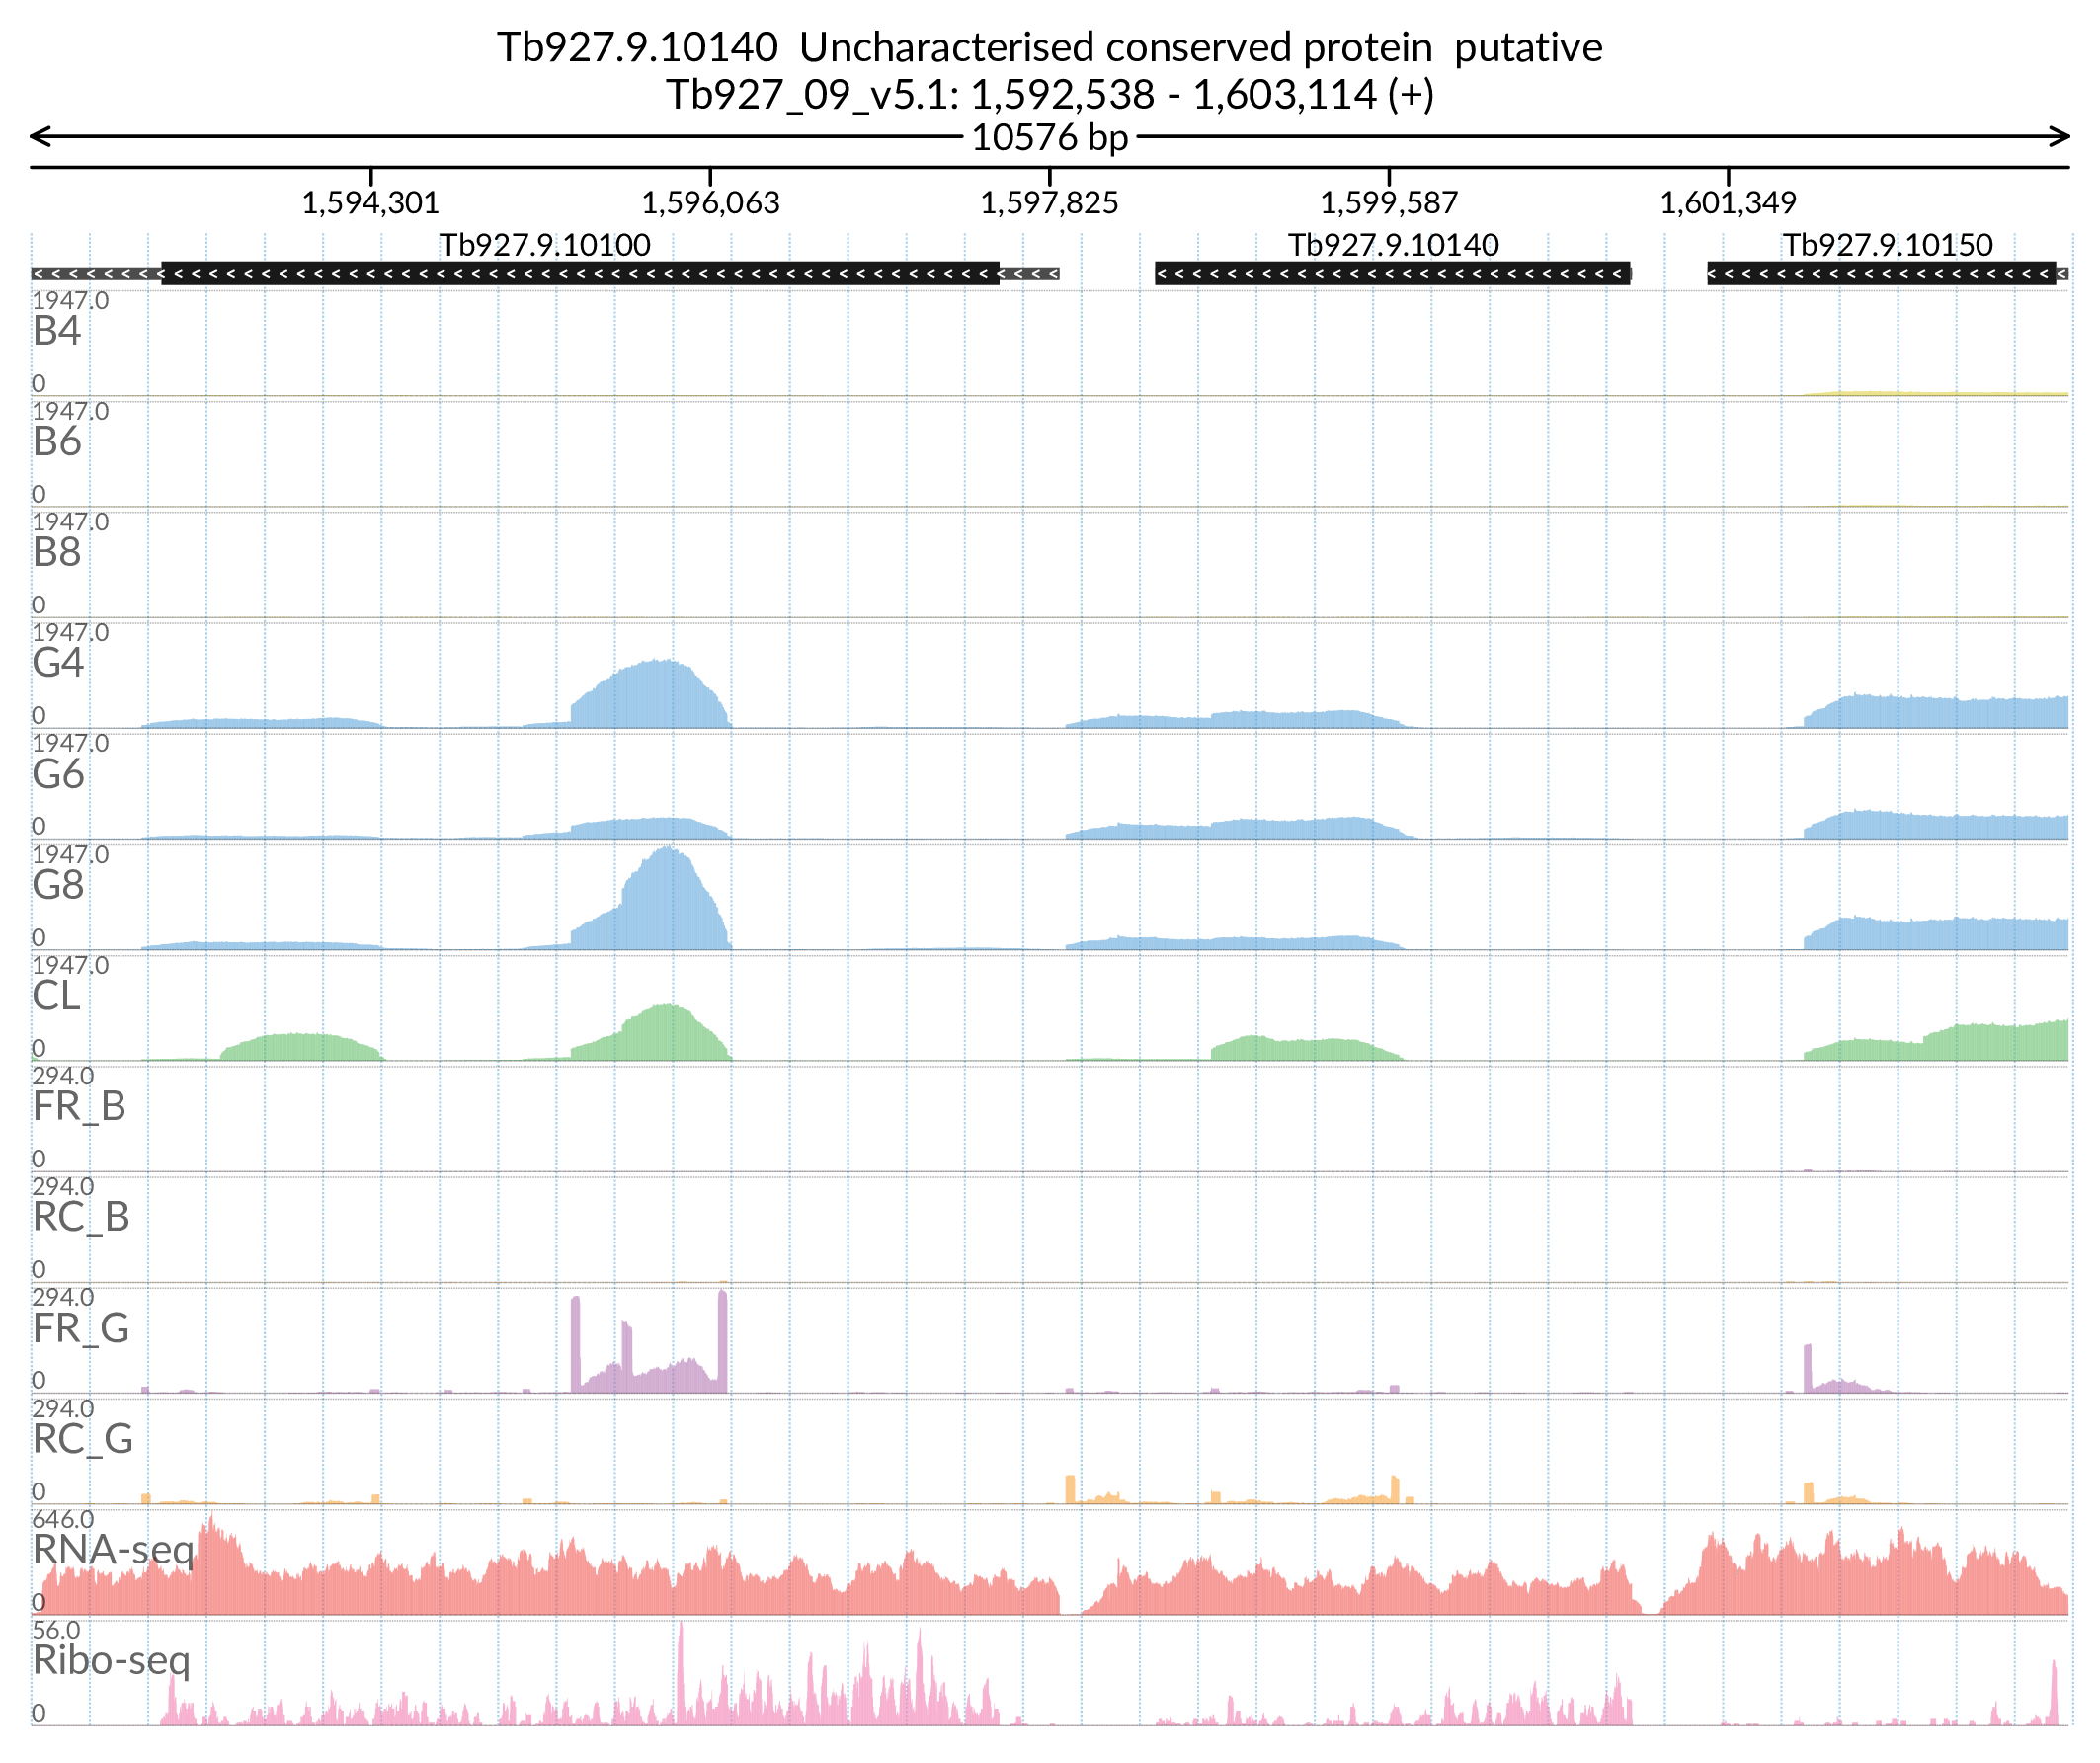 Tb927.9.10140  Uncharacterised conserved protein  putative
Tb927_09_v5.1: 1,592,538 - 1,603,114 (+)
10576 bp
1,594,301 1,596,063 1,597,825 1,599,587 1,601,349
Tb927.9.10100 Tb927.9.10140 Tb927.9.10150
1947.0
B4
0
1947.0
B6
0
1947.0
B8
0
1947.0
G4
0
1947.0
G6
0
1947.0
G8
0
1947.0
CL
0
294.0
FR_B
0
294.0
RC_B
0
294.0
FR_G
0
294.0
RC_G
0
646.0
RNA-seq
0
56.0
Ribo-seq
0